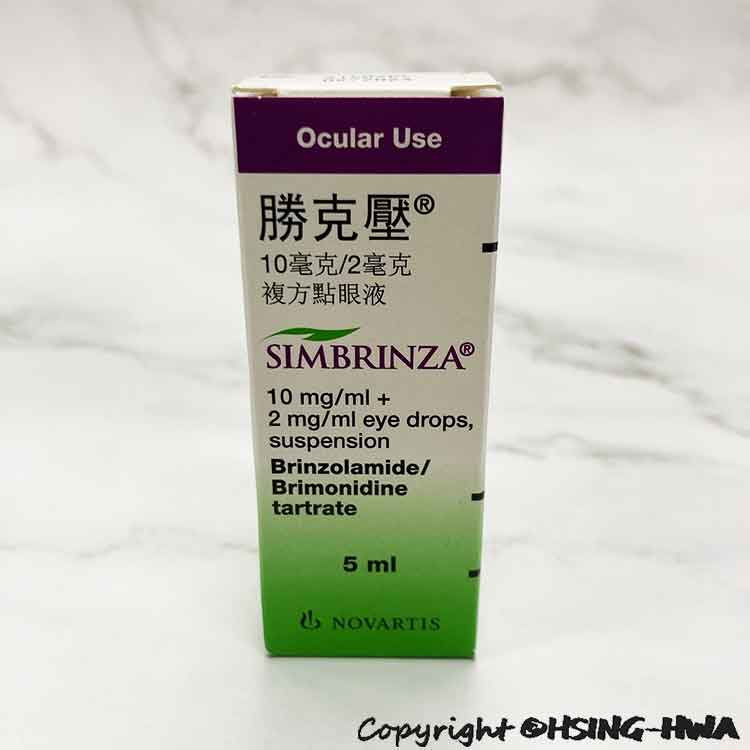 Ocular Use
勝克壓®
10毫克/2毫克
複方點眼液
SIMBRINZA®
10 mg/ml +
2 mg/ml eye drops,
suspension
Brinzolamide/
Brimonidine
tartrate
5 ml
NOVARTIS
Copyright ©HSING-HWA